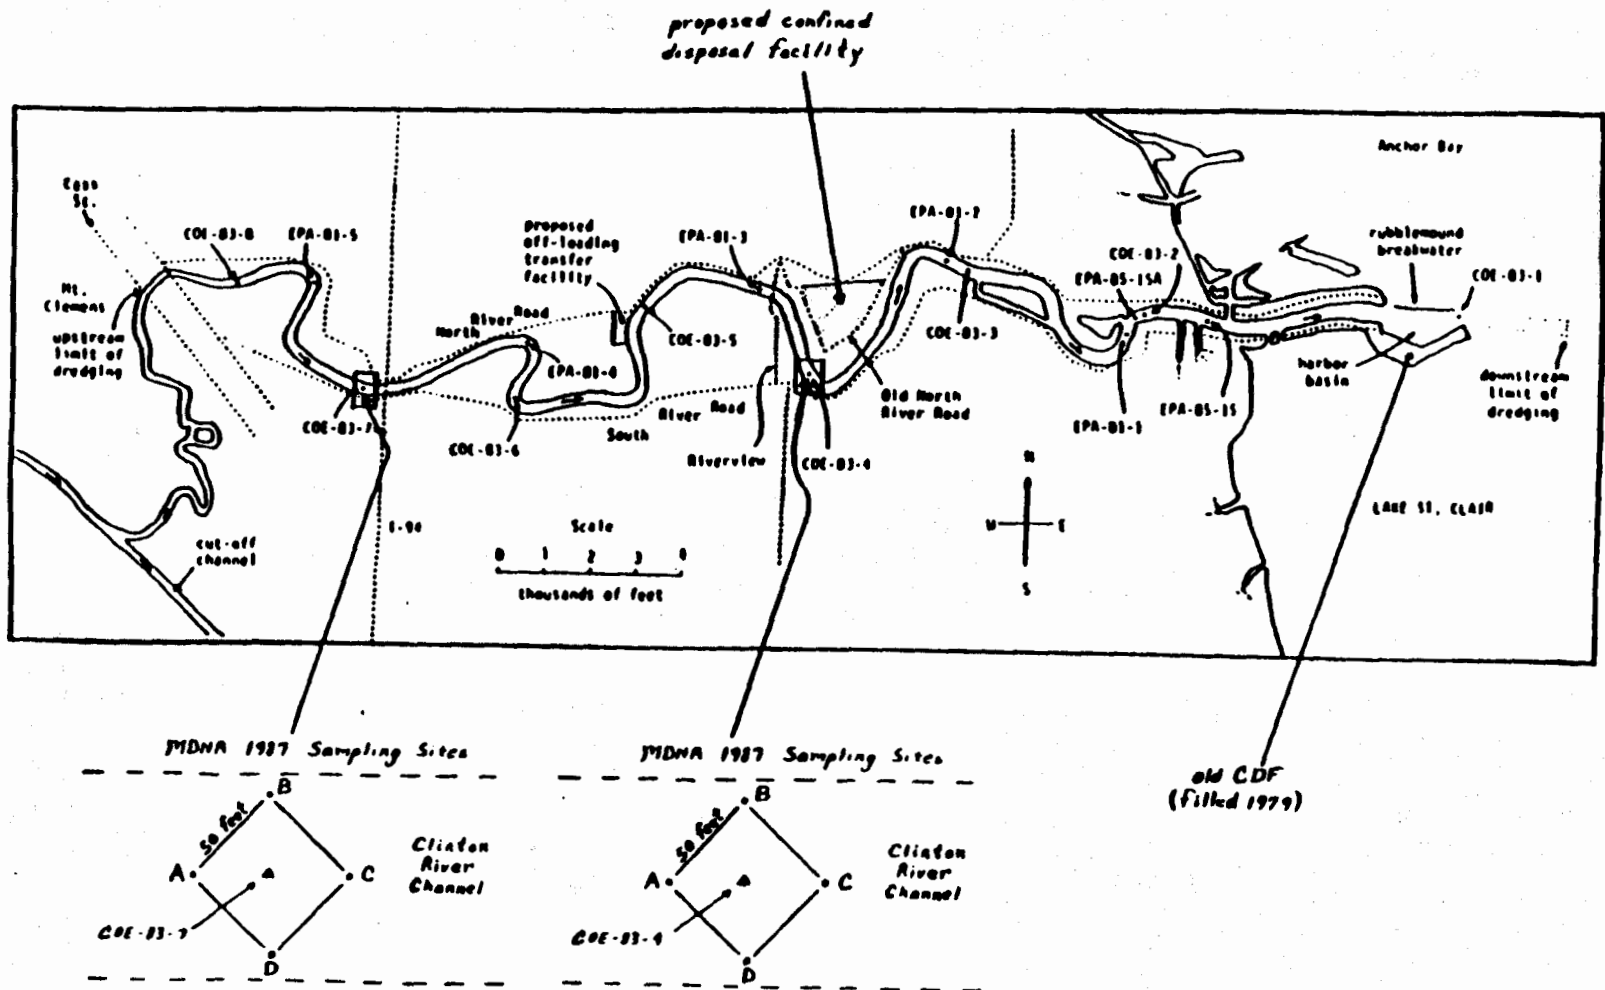 proposed confined
disposal facility
Anchor Bay
Cass
St.
COE-83-8
EPA-81-5
proposed
off-loading
transfer
facility
EPA-81-3
EPA-81-2
COE-83-2
EPA-85-15A
rubblemound
breakwater
COE-83-1
Mt.
Clemens
upstream
limit of
dredging
North River Road
COE-83-5
COE-83-3
EPA-81-4
harbor
basin
downstream
limit of
dredging
COE-83-7
COE-83-6
South River Road
Riverview
COE-83-4
Old North
River Road
EPA-81-1
EPA-85-15
N
W E
S
LAKE ST. CLAIR
I-94
cut-off
channel
Scale
0 1 2 3 4
thousands of feet
MDNR 1987 Sampling Sites
B
50 feet
A
C
D
COE-83-7
Clinton
River
Channel
MDNR 1987 Sampling Sites
B
50 feet
A
C
D
COE-83-4
Clinton
River
Channel
old CDF
(filled 1979)